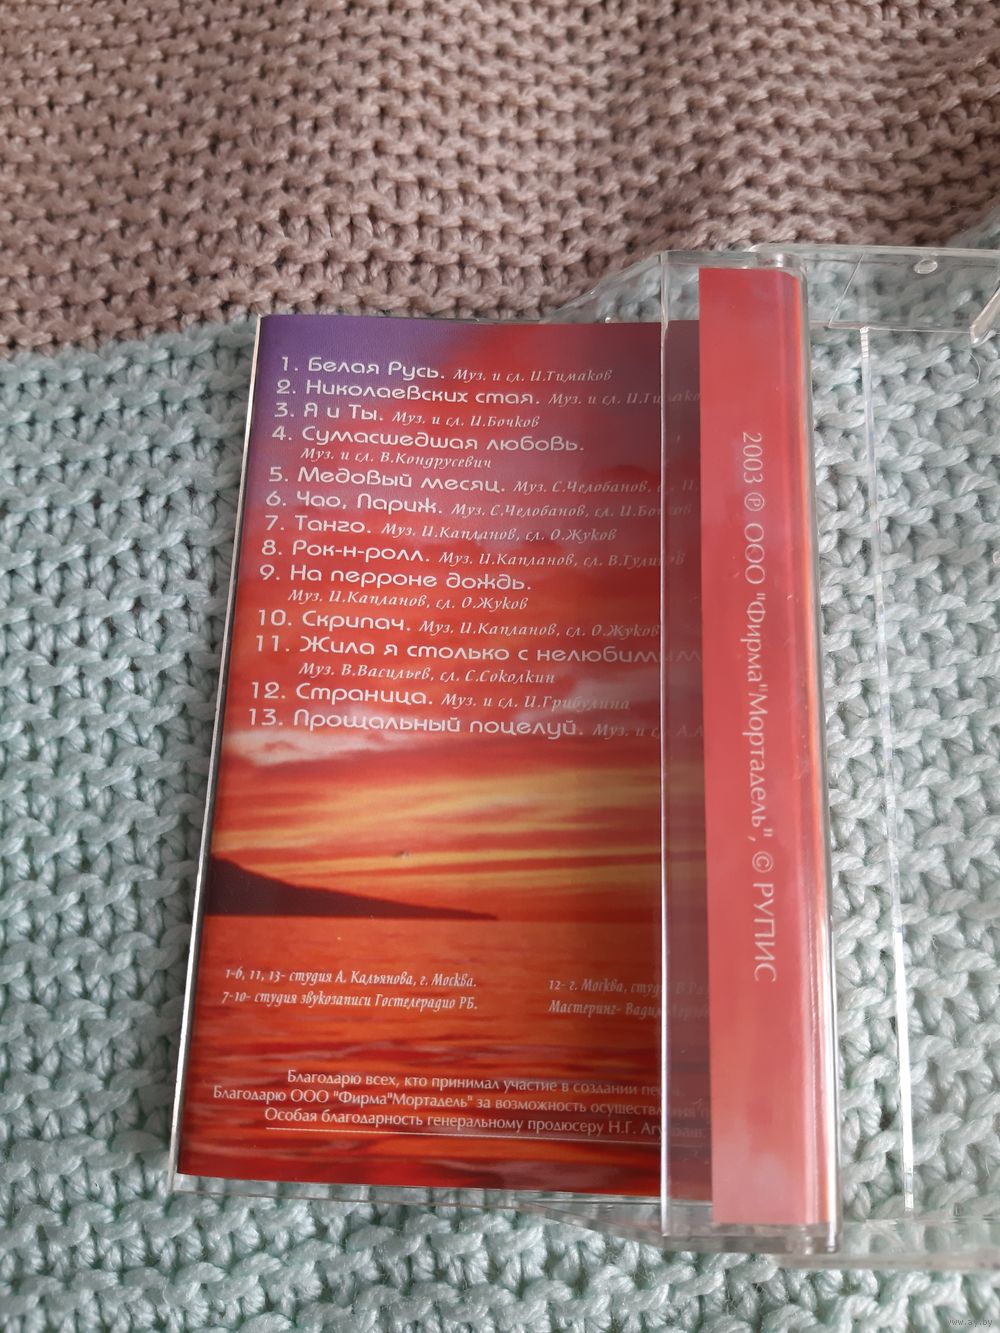 1. Белая Русь. Муз. и сл. И.Тимаков
2. Николаевских стая. Муз. и сл.
3. Я и Ты. Муз. и сл. И.Бочков
4. Сумасшедшая любовь.
Муз. и сл. В.Кондрусевич
5. Медовый месяц. Муз. С.Челобанов,
6. Чао, Париж. Муз. С.Челобанов, сл. И.Бочков
7. Танго. Муз. И.Капланов, сл. О.Жуков
8. Рок-н-ролл. Муз. И.Капланов, сл.
9. На перроне дождь.
Муз. И.Капланов, сл. О.Жуков
10. Скрипач. Муз. И.Капланов, сл. О.Жуков
11. Жила я столько с нелюбимым
Муз. В.Васильев, сл. С.Соколкин
12. Страница. Муз. и сл. И.Грибулина
13. Прощальный поцелуй. Муз. и сл.
1-6, 11, 13- студия А. Кальянова, г. Москва.
7-10- студия звукозаписи Гостелерадио РБ.
12- г. Москва,
Мастеринг-
Благодарю всех, кто принимал участие в создании
Благодарю ООО "Фирма"Мортадель" за возможность
Особая благодарность генеральному продюсеру Н.Г.
2003 ℗ ООО "Фирма"Мортадель", © РУПИС
www.ay.by